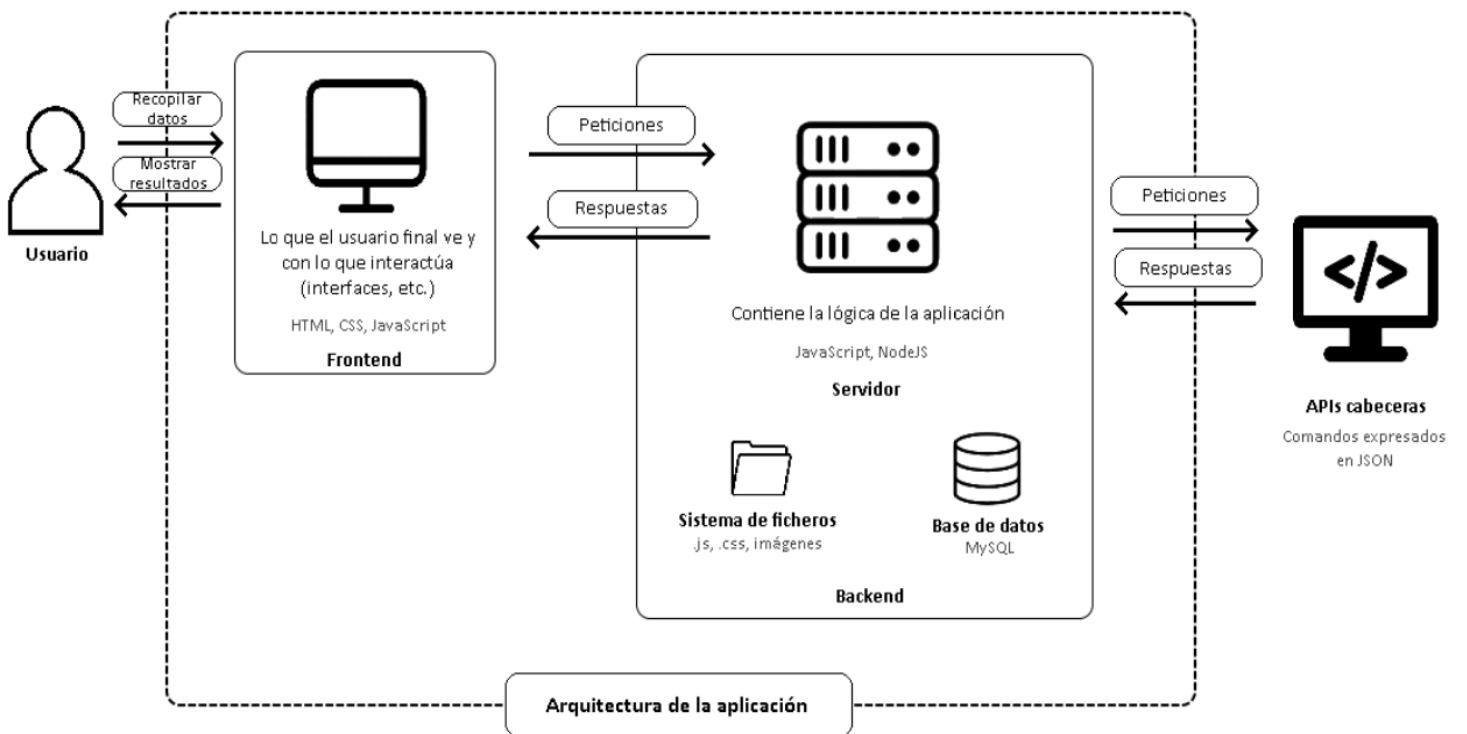 Recopilar
datos
Mostrar
resultados
Usuario
Lo que el usuario final ve y
con lo que interactúa
(interfaces, etc.)
HTML, CSS, JavaScript
Frontend
Peticiones
Respuestas
Contiene la lógica de la aplicación
JavaScript, NodeJS
Servidor
Sistema de ficheros
.js, .css, imágenes
Base de datos
MySQL
Backend
Peticiones
Respuestas
</>
APIs cabeceras
Comandos expresados
en JSON
Arquitectura de la aplicación